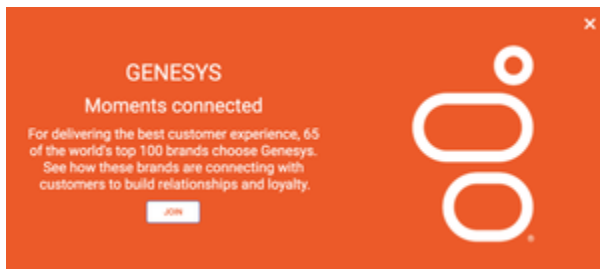 GENESYS
Moments connected
For delivering the best customer experience, 65
of the world's top 100 brands choose Genesys.
See how these brands are connecting with
customers to build relationships and loyalty.
JOIN